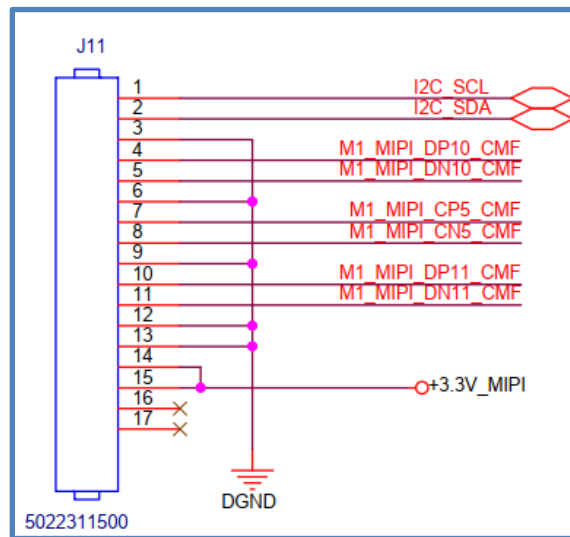 J11
1
I2C_SCL
2
I2C_SDA
3
4
M1_MIPI_DP10_CMF
5
M1_MIPI_DN10_CMF
6
7
M1_MIPI_CP5_CMF
8
M1_MIPI_CN5_CMF
9
10
M1_MIPI_DP11_CMF
11
M1_MIPI_DN11_CMF
12
13
14
15
+3.3V_MIPI
16
17
DGND
5022311500